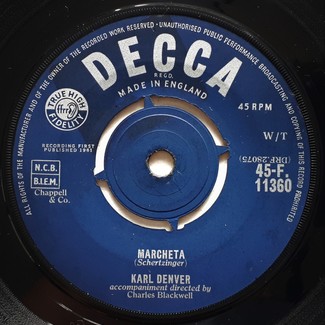 ALL RIGHTS OF THE MANUFACTURER AND OF THE OWNER OF THE RECORDED WORK RESERVED · UNAUTHORISED PUBLIC PERFORMANCE BROADCASTING AND COPYING OF THIS RECORD PROHIBITED
DECCA
REGD.
MADE IN ENGLAND
TRUE HIGH
ffrr
FIDELITY
45 RPM
RECORDING FIRST
PUBLISHED 1961
W/T
(DRF.28075)
N.C.B.
B.I.E.M.
Chappell
& Co.
45-F.
11360
MARCHETA
(Schertzinger)
KARL DENVER
accompaniment directed by
Charles Blackwell